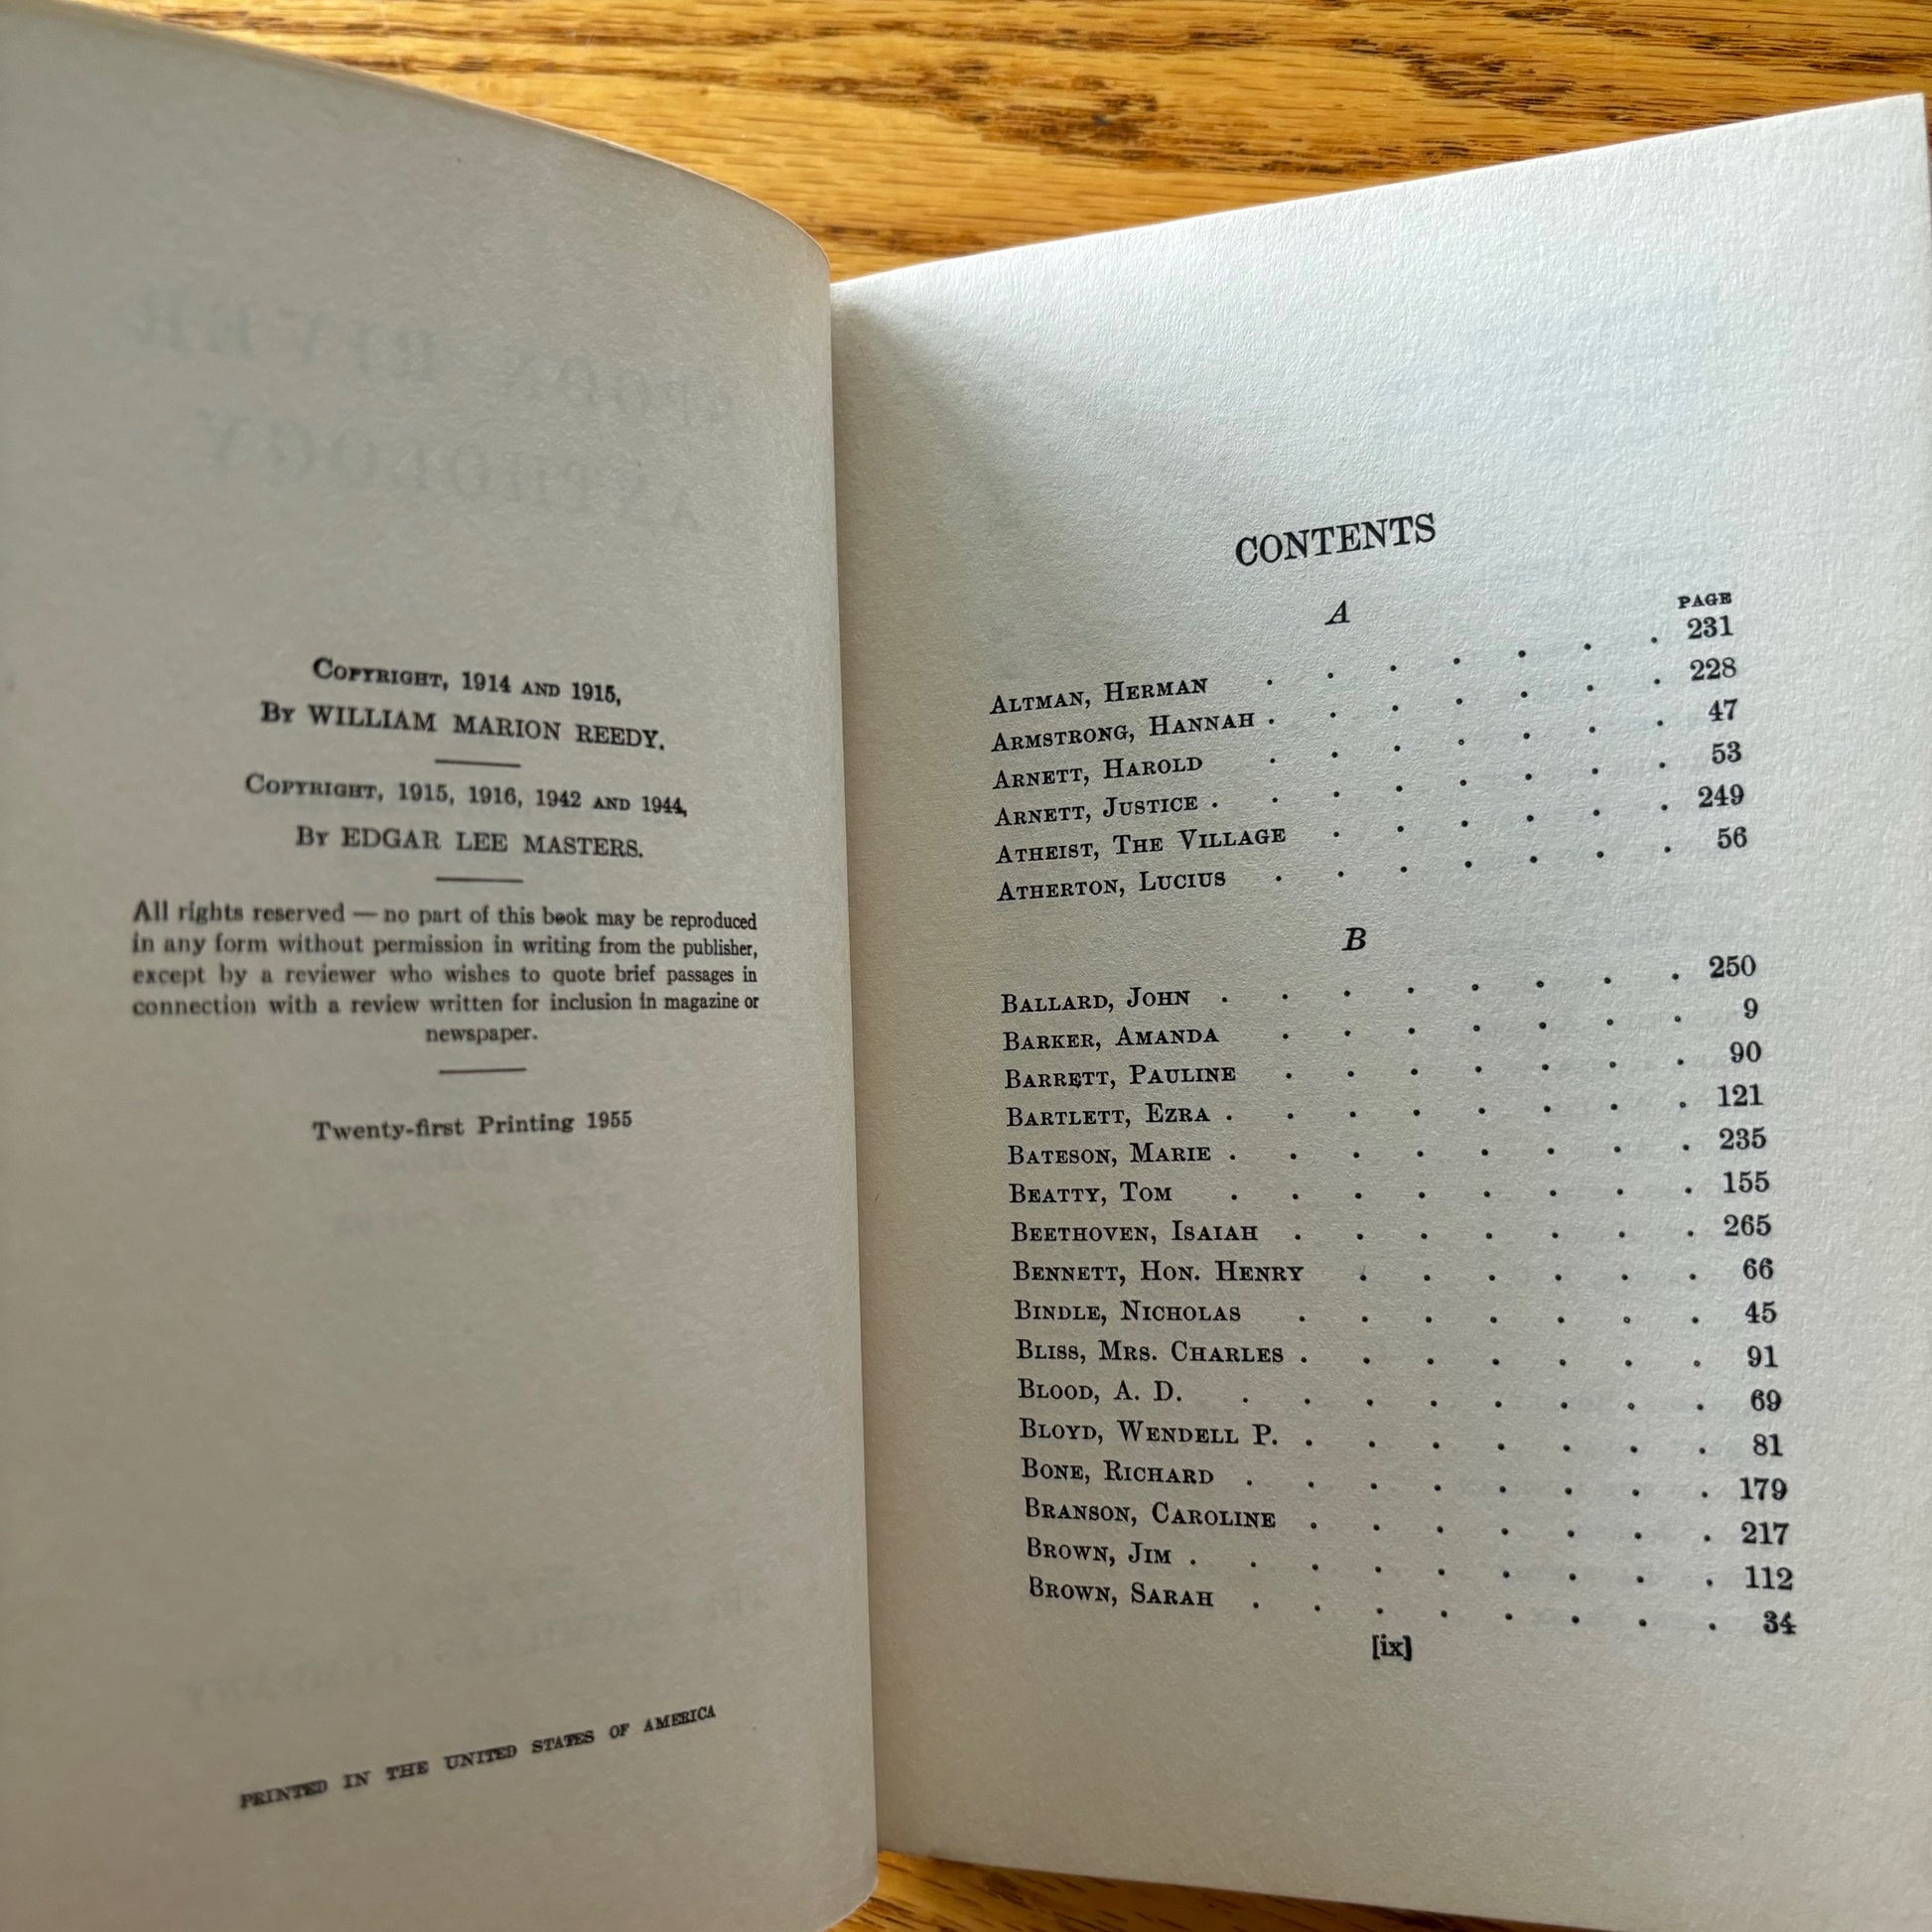 COPYRIGHT, 1914 AND 1915,
BY WILLIAM MARION REEDY.
COPYRIGHT, 1915, 1916, 1942 AND 1944,
BY EDGAR LEE MASTERS.
All rights reserved — no part of this book may be reproduced
in any form without permission in writing from the publisher,
except by a reviewer who wishes to quote brief passages in
connection with a review written for inclusion in magazine or
newspaper.
Twenty-first Printing 1955
PRINTED IN THE UNITED STATES OF AMERICA
CONTENTS
A
PAGE
ALTMAN, HERMAN . . . . . . . 231
ARMSTRONG, HANNAH . . . . . . . 228
ARNETT, HAROLD . . . . . . . 47
ARNETT, JUSTICE . . . . . . . . 53
ATHEIST, THE VILLAGE . . . . . . 249
ATHERTON, LUCIUS . . . . . . . 56
B
BALLARD, JOHN . . . . . . . . 250
BARKER, AMANDA . . . . . . . 9
BARRETT, PAULINE . . . . . . . 90
BARTLETT, EZRA . . . . . . . . 121
BATESON, MARIE . . . . . . . . 235
BEATTY, TOM . . . . . . . . 155
BEETHOVEN, ISAIAH . . . . . . . 265
BENNETT, HON. HENRY . . . . . . 66
BINDLE, NICHOLAS . . . . . . . 45
BLISS, MRS. CHARLES . . . . . . . 91
BLOOD, A. D. . . . . . . . . 69
BLOYD, WENDELL P. . . . . . . . 81
BONE, RICHARD . . . . . . . . 179
BRANSON, CAROLINE . . . . . . . 217
BROWN, JIM . . . . . . . . . 112
BROWN, SARAH . . . . . . . . 34
[ix]